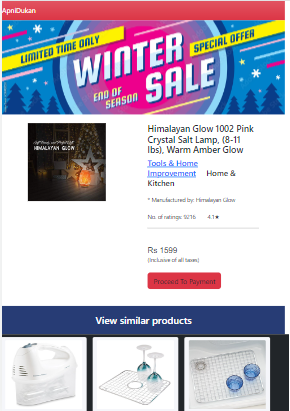 ApniDukan
LIMITED TIME ONLY
SPECIAL OFFER
WINTER
END OF
SEASON
SALE
Himalayan Glow 1002 Pink
Crystal Salt Lamp, (8-11
lbs), Warm Amber Glow
HIMALAYAN GLOW
Tools & Home
Improvement Home &
Kitchen
* Manufactured by: Himalayan Glow
No. of ratings: 9216 4.1★
Rs 1599
(Inclusive of all taxes)
Proceed To Payment
View similar products